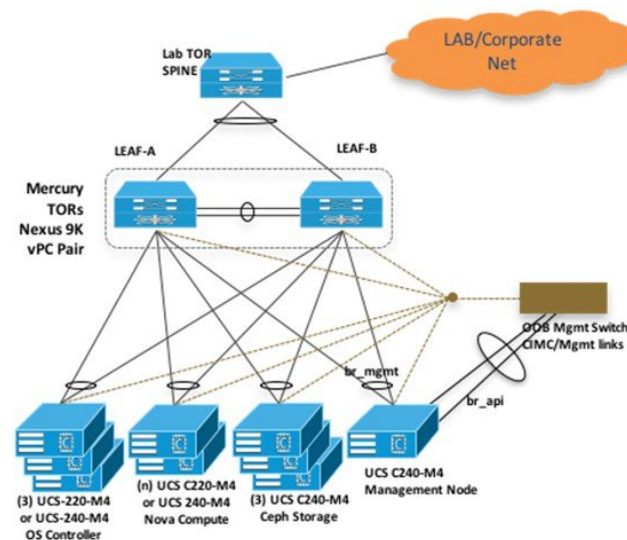 LAB/Corporate
Net
Lab TOR
SPINE
LEAF-A
LEAF-B
Mercury
TORs
Nexus 9K
vPC Pair
OOB Mgmt Switch
CIMC/Mgmt links
br_mgmt
br_api
(3) UCS-220-M4
or UCS-240-M4
OS Controller
(n) UCS C220-M4
or UCS 240-M4
Nova Compute
(3) UCS C240-M4
Ceph Storage
UCS C240-M4
Management Node